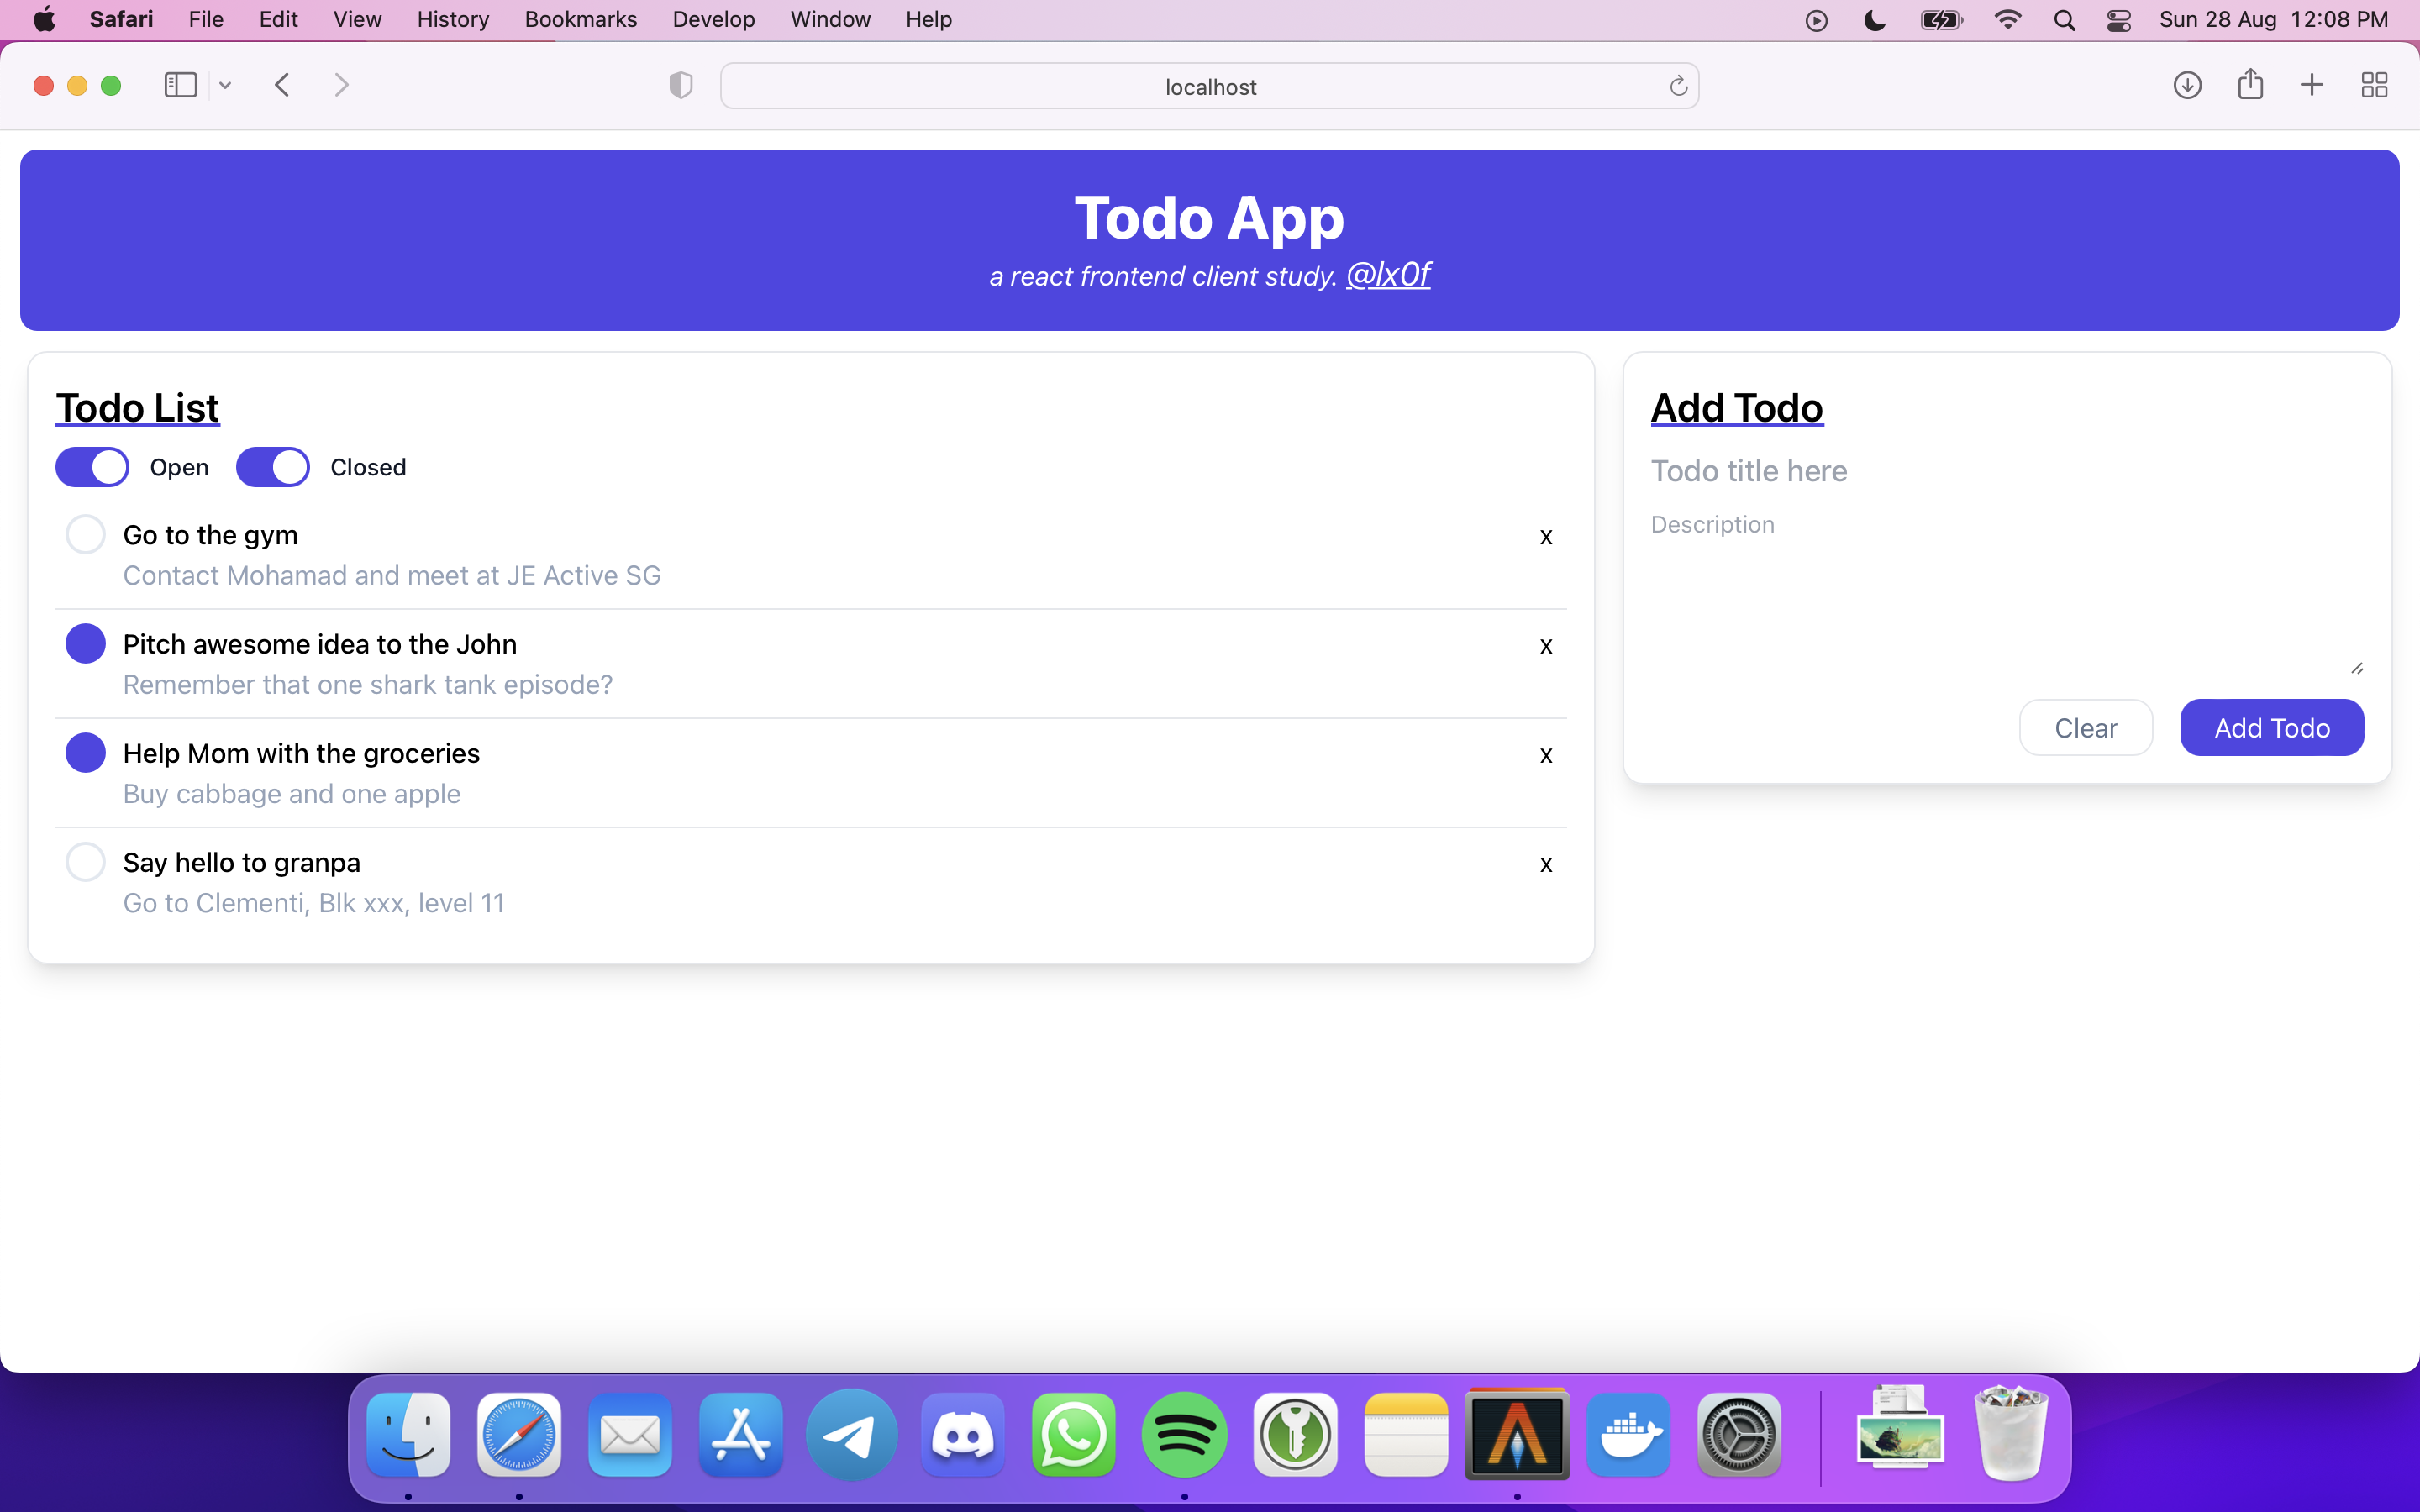 Safari File Edit View History Bookmarks Develop Window Help Sun 28 Aug 12:08 PM
localhost
Todo App
a react frontend client study. @lx0f
Todo List
Open Closed
Go to the gym x
Contact Mohamad and meet at JE Active SG
Pitch awesome idea to the John x
Remember that one shark tank episode?
Help Mom with the groceries x
Buy cabbage and one apple
Say hello to granpa x
Go to Clementi, Blk xxx, level 11
Add Todo
Todo title here
Description
Clear Add Todo